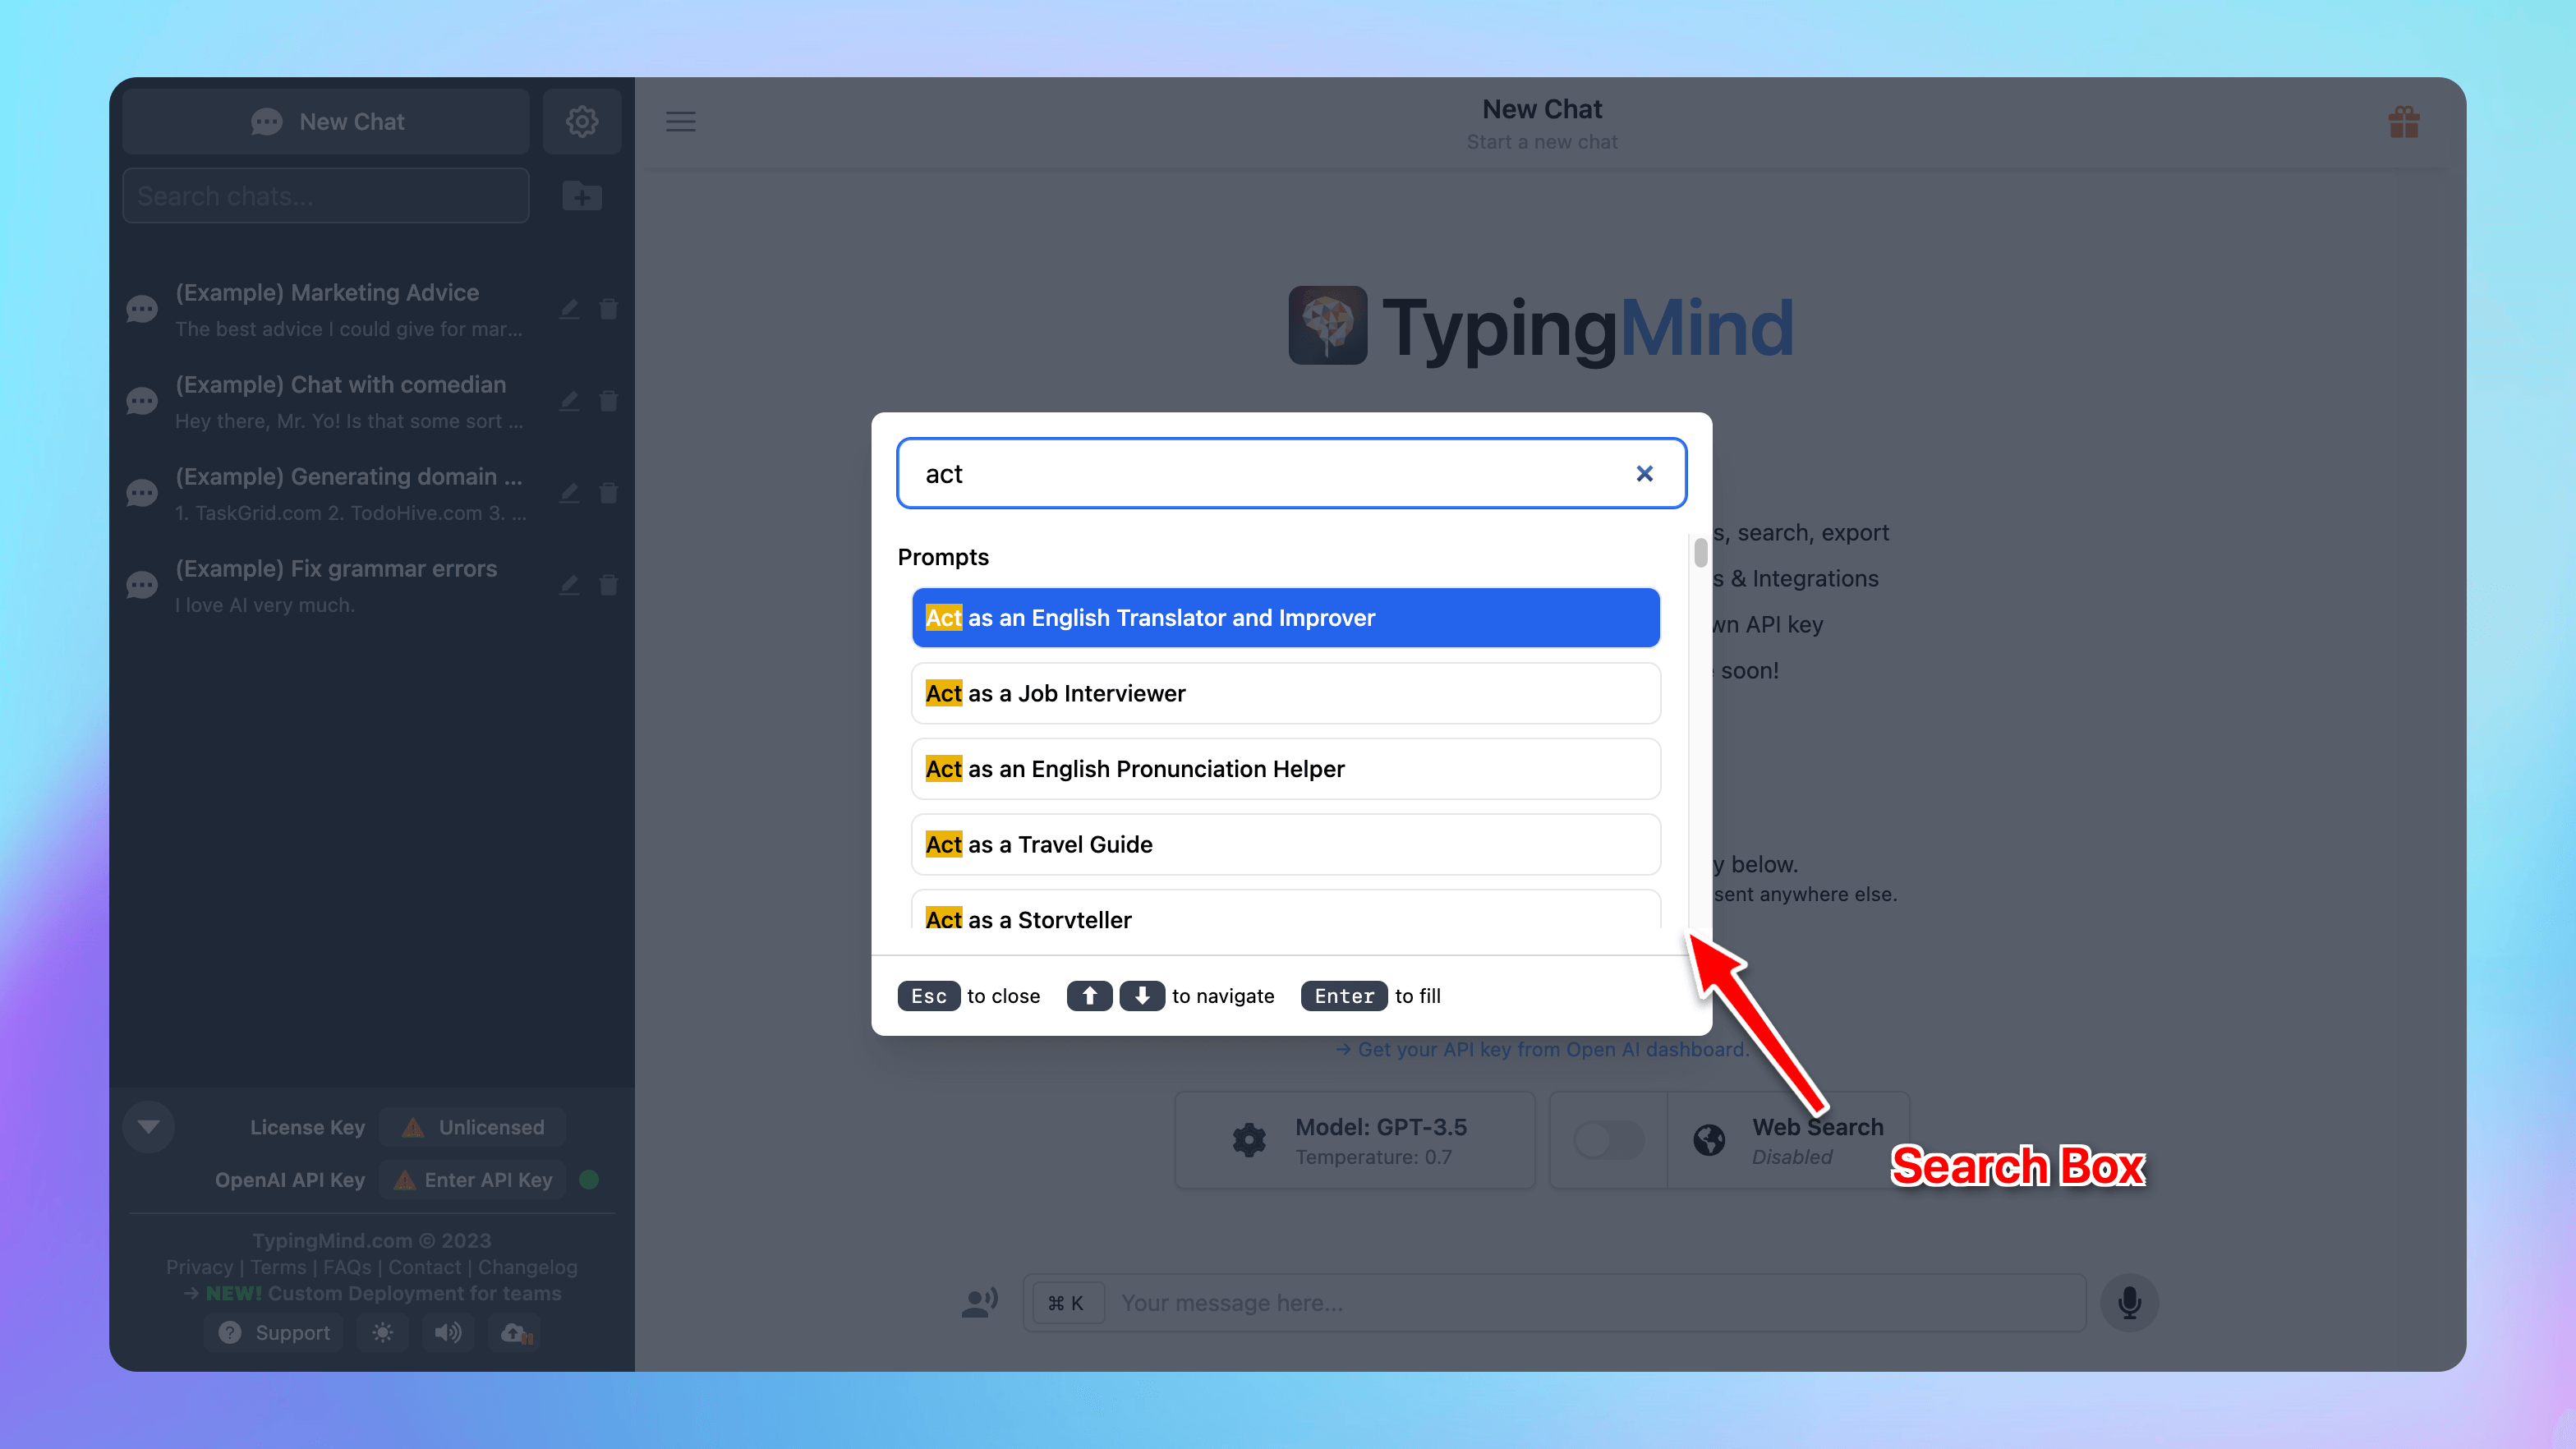 New Chat
Search chats...
(Example) Marketing Advice
The best advice I could give for mar...
(Example) Chat with comedian
Hey there, Mr. Yo! Is that some sort ...
(Example) Generating domain ...
1. TaskGrid.com 2. TodoHive.com 3. ...
(Example) Fix grammar errors
I love AI very much.
License Key
Unlicensed
OpenAI API Key
Enter API Key
TypingMind.com © 2023
Privacy | Terms | FAQs | Contact | Changelog
→ NEW! Custom Deployment for teams
? Support
New Chat
Start a new chat
TypingMind
s, search, export
s & Integrations
wn API key
soon!
y below.
sent anywhere else.
act
Prompts
Act as an English Translator and Improver
Act as a Job Interviewer
Act as an English Pronunciation Helper
Act as a Travel Guide
Act as a Storyteller
Esc to close ↑ ↓ to navigate Enter to fill
→ Get your API key from Open AI dashboard.
Model: GPT-3.5
Temperature: 0.7
Web Search
Disabled
Search Box
⌘ K
Your message here...